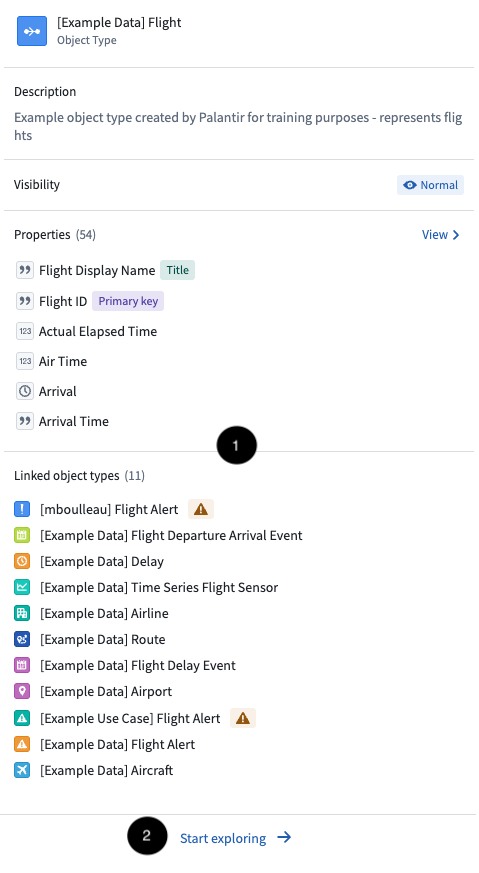 [Example Data] Flight
Object Type
Description
Example object type created by Palantir for training purposes - represents flig
hts
Visibility
Normal
Properties (54)
View
Flight Display Name Title
Flight ID Primary key
123 Actual Elapsed Time
123 Air Time
Arrival
Arrival Time
1
Linked object types (11)
[mboulleau] Flight Alert
[Example Data] Flight Departure Arrival Event
[Example Data] Delay
[Example Data] Time Series Flight Sensor
[Example Data] Airline
[Example Data] Route
[Example Data] Flight Delay Event
[Example Data] Airport
[Example Use Case] Flight Alert
[Example Data] Flight Alert
[Example Data] Aircraft
2 Start exploring